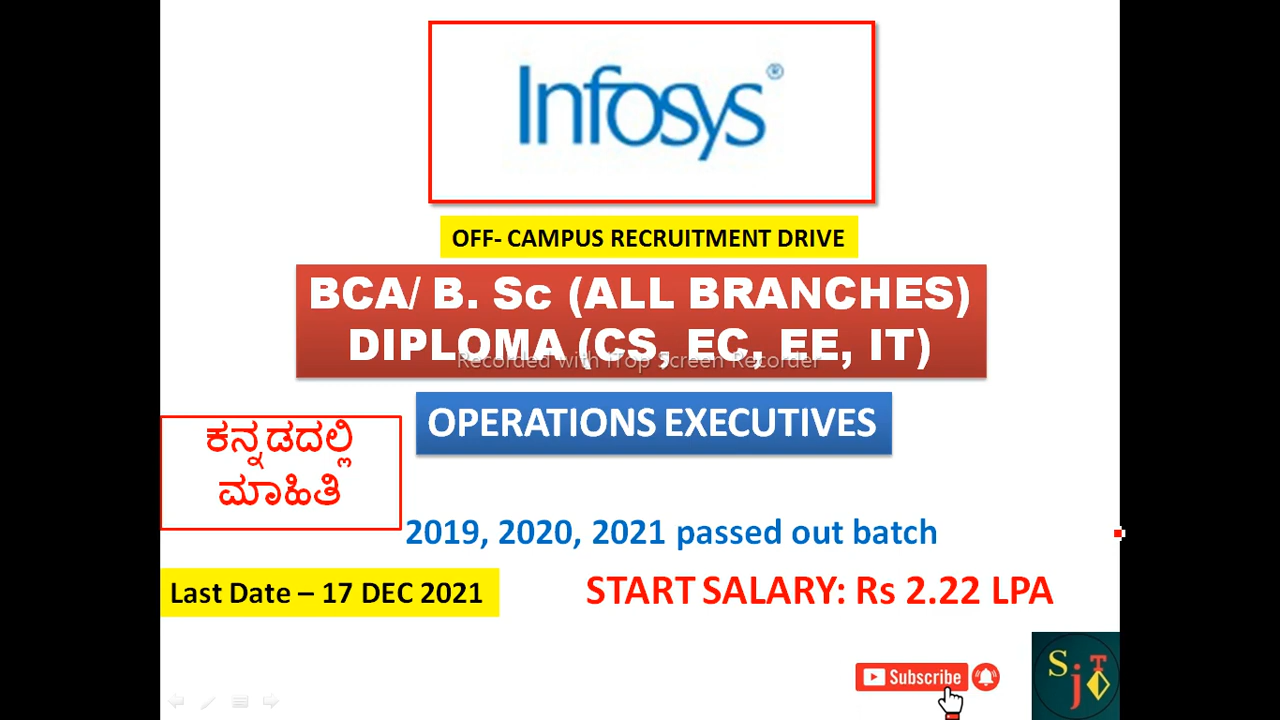 Infosys®
OFF- CAMPUS RECRUITMENT DRIVE
BCA/ B. Sc (ALL BRANCHES)
DIPLOMA (CS, EC, EE, IT)
Recorded with iTop Screen Recorder
OPERATIONS EXECUTIVES
ಕನ್ನಡದಲ್ಲಿ
ಮಾಹಿತಿ
2019, 2020, 2021 passed out batch
Last Date – 17 DEC 2021
START SALARY: Rs 2.22 LPA
Subscribe
SjT